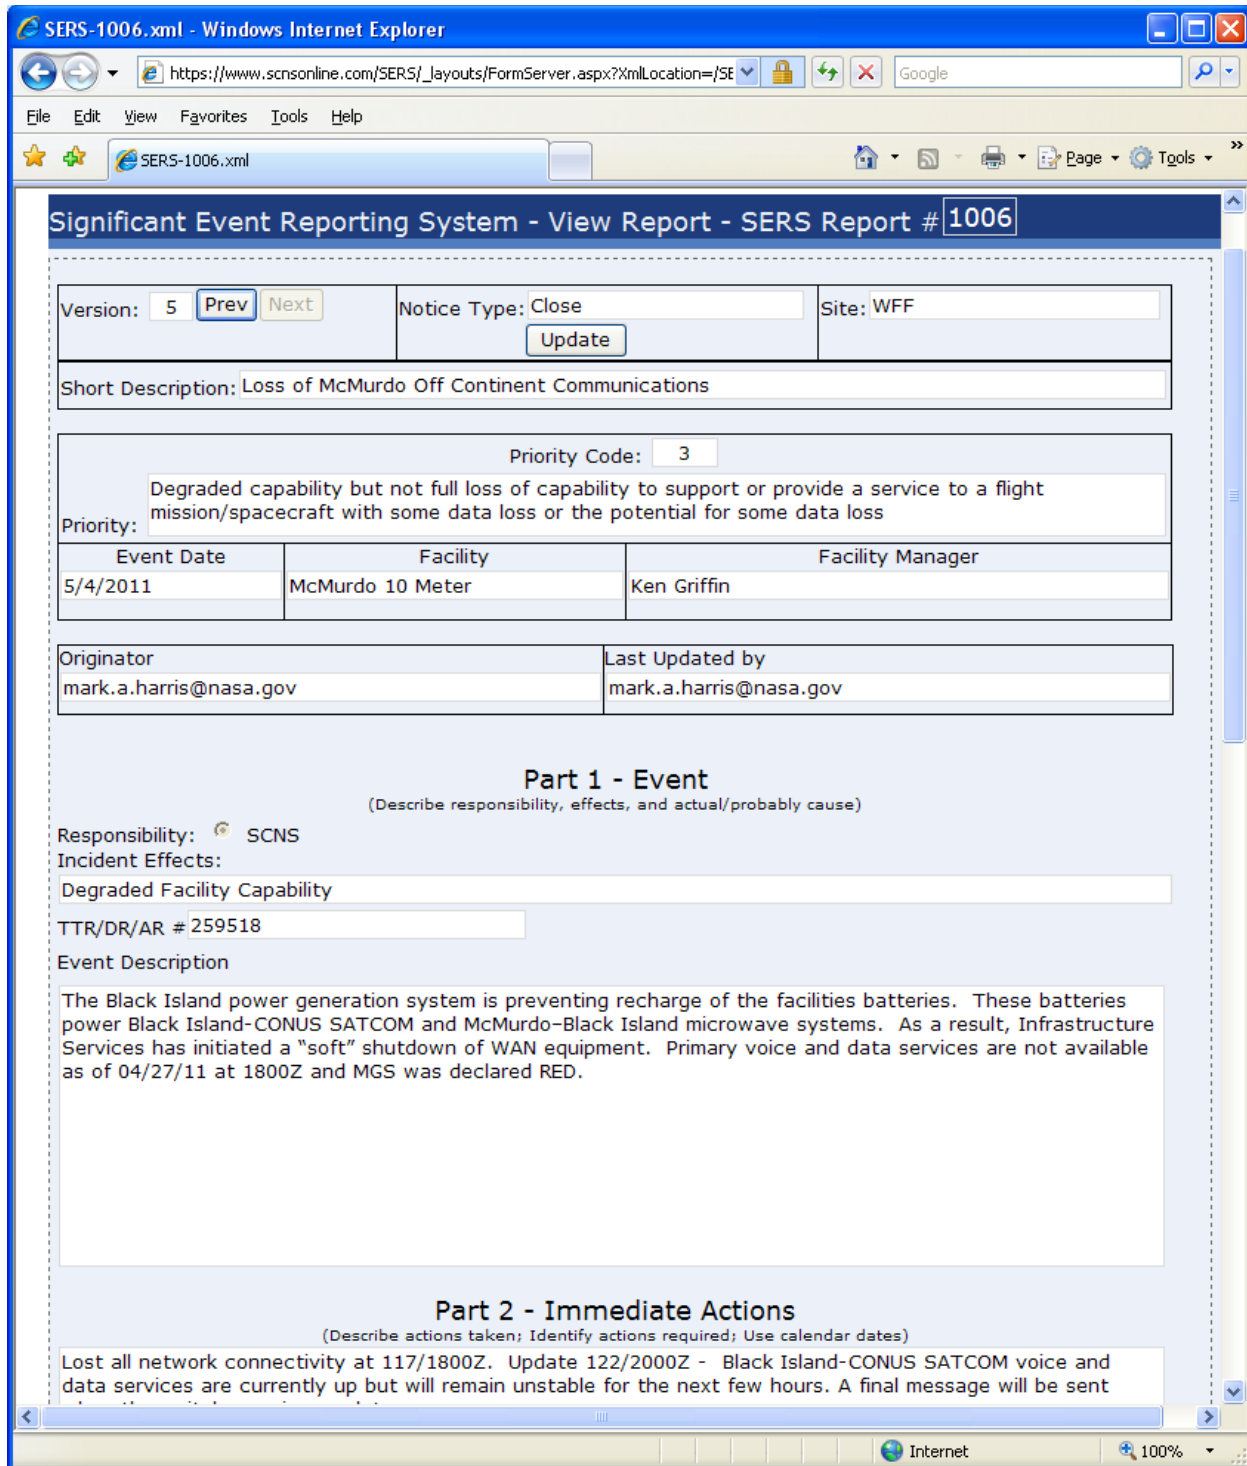 SERS-1006.xml - Windows Internet Explorer
https://www.scnsonline.com/SERS/_layouts/FormServer.aspx?XmlLocation=/SE
Google
File Edit View Favorites Tools Help
SERS-1006.xml
Page Tools »
Significant Event Reporting System - View Report - SERS Report # 1006
Version: 5 Prev Next Notice Type: Close Site: WFF
Update
Short Description: Loss of McMurdo Off Continent Communications
Priority Code: 3
Degraded capability but not full loss of capability to support or provide a service to a flight
Priority: mission/spacecraft with some data loss or the potential for some data loss
Event Date Facility Facility Manager
5/4/2011 McMurdo 10 Meter Ken Griffin
Originator Last Updated by
mark.a.harris@nasa.gov mark.a.harris@nasa.gov
Part 1 - Event
(Describe responsibility, effects, and actual/probably cause)
Responsibility: SCNS
Incident Effects:
Degraded Facility Capability
TTR/DR/AR # 259518
Event Description
The Black Island power generation system is preventing recharge of the facilities batteries.  These batteries
power Black Island-CONUS SATCOM and McMurdo–Black Island microwave systems.  As a result, Infrastructure
Services has initiated a “soft” shutdown of WAN equipment.  Primary voice and data services are not available
as of 04/27/11 at 1800Z and MGS was declared RED.
Part 2 - Immediate Actions
(Describe actions taken; Identify actions required; Use calendar dates)
Lost all network connectivity at 117/1800Z.  Update 122/2000Z -  Black Island-CONUS SATCOM voice and
data services are currently up but will remain unstable for the next few hours. A final message will be sent
Internet 100%